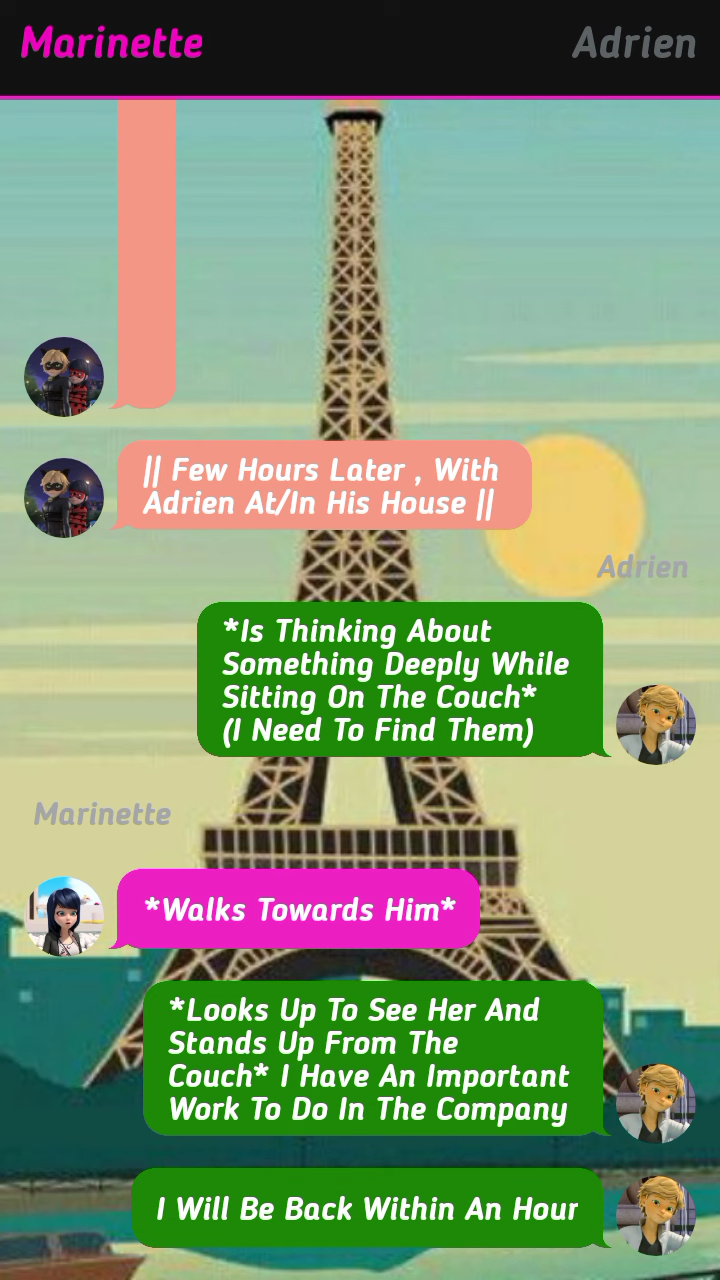 Marinette
Adrien
|| Few Hours Later , With
Adrien At/In His House ||
Adrien
*Is Thinking About
Something Deeply While
Sitting On The Couch*
(I Need To Find Them)
Marinette
*Walks Towards Him*
*Looks Up To See Her And
Stands Up From The
Couch* I Have An Important
Work To Do In The Company
I Will Be Back Within An Hour